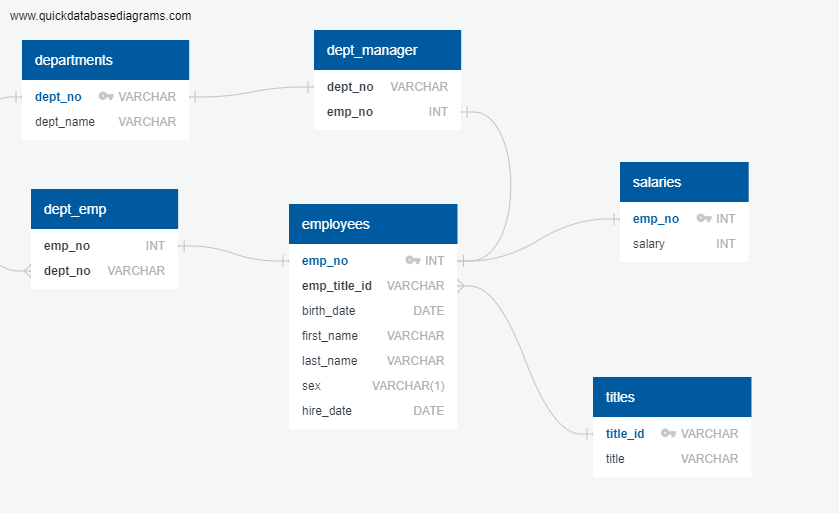 www.quickdatabasediagrams.com
departments
dept_no VARCHAR
dept_name VARCHAR
dept_manager
dept_no VARCHAR
emp_no INT
dept_emp
emp_no INT
dept_no VARCHAR
employees
emp_no INT
emp_title_id VARCHAR
birth_date DATE
first_name VARCHAR
last_name VARCHAR
sex VARCHAR(1)
hire_date DATE
salaries
emp_no INT
salary INT
titles
title_id VARCHAR
title VARCHAR